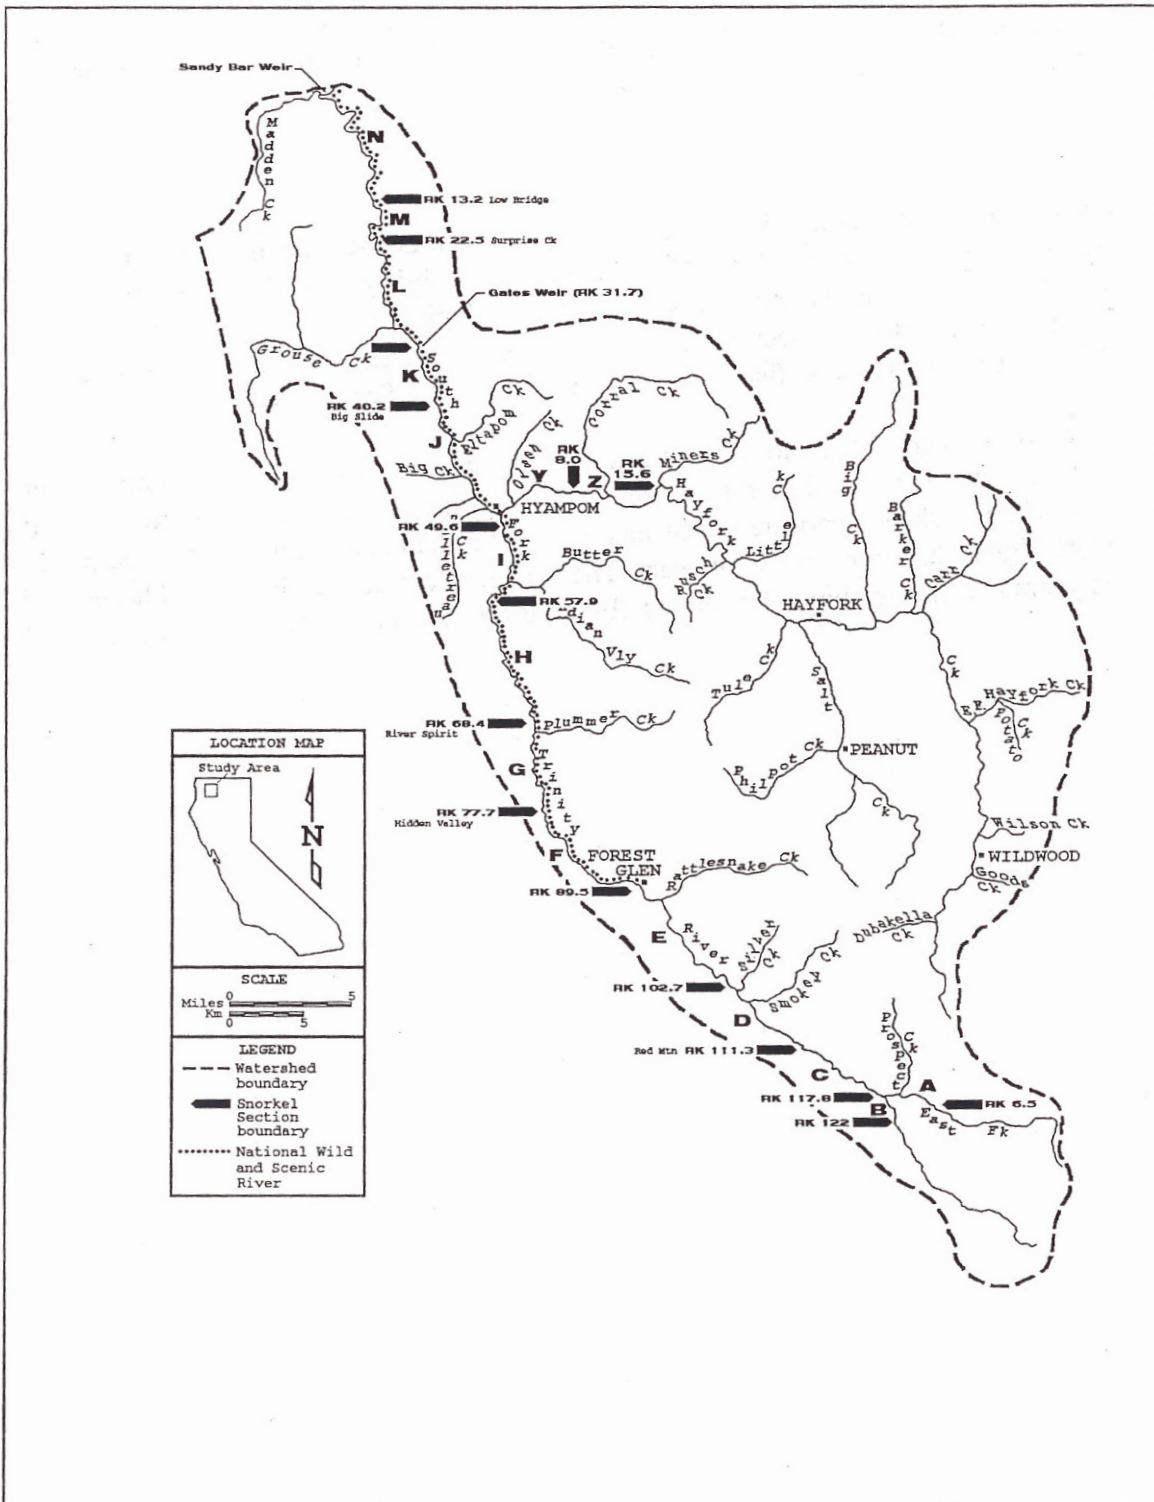 Sandy Bar Weir
Madden Ck
N
RK 13.2 Low Bridge
M
RK 22.5 Surprise Ck
L
Gates Weir (RK 31.7)
Grouse Ck
K
South
RK 40.2
Big Slide
J
Eltapom Ck
Olsen Ck
Corral Ck
Big Ck
RK
8.0
Y
Z
RK
15.6
Miners Ck
Hayfork
HYAMPOM
RK 49.6
Fork
Ck
I
Butter Ck
Rusch Ck
Little Ck
Big Ck
Barker Ck
Carr Ck
HAYFORK
RK 57.9
Vly Ck
H
Tule Ck
Salt
Ck
E.F. Hayfork Ck
Potato Ck
RK 68.4
River Spirit
Plummer Ck
G
Trinity
Philpot Ck
PEANUT
Ck
RK 77.7
Hidden Valley
F
FOREST
GLEN
Rattlesnake Ck
Wilson Ck
WILDWOOD
Goods
Ck
RK 89.5
E
River
Silver
Ck
Smokey Ck
Dubakella
Ck
RK 102.7
D
Red Mtn RK 111.3
C
Prospect Ck
A
RK 117.8
B
RK 6.5
RK 122
East Fk
LOCATION MAP
Study Area
N
SCALE
Miles 0 5
Km 0 5
LEGEND
Watershed
boundary
Snorkel
Section
boundary
National Wild
and Scenic
River